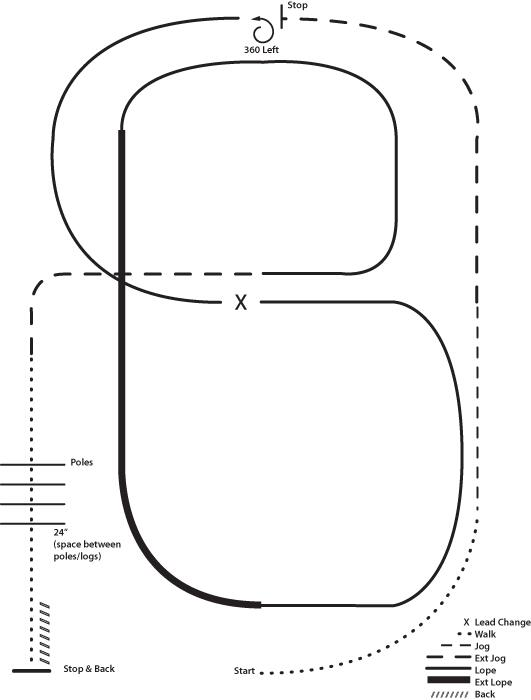 Stop
360 Left
X
Poles
24"
(space between
poles/logs)
Stop & Back
Start
X Lead Change
Walk
Jog
Ext Jog
Lope
Ext Lope
Back